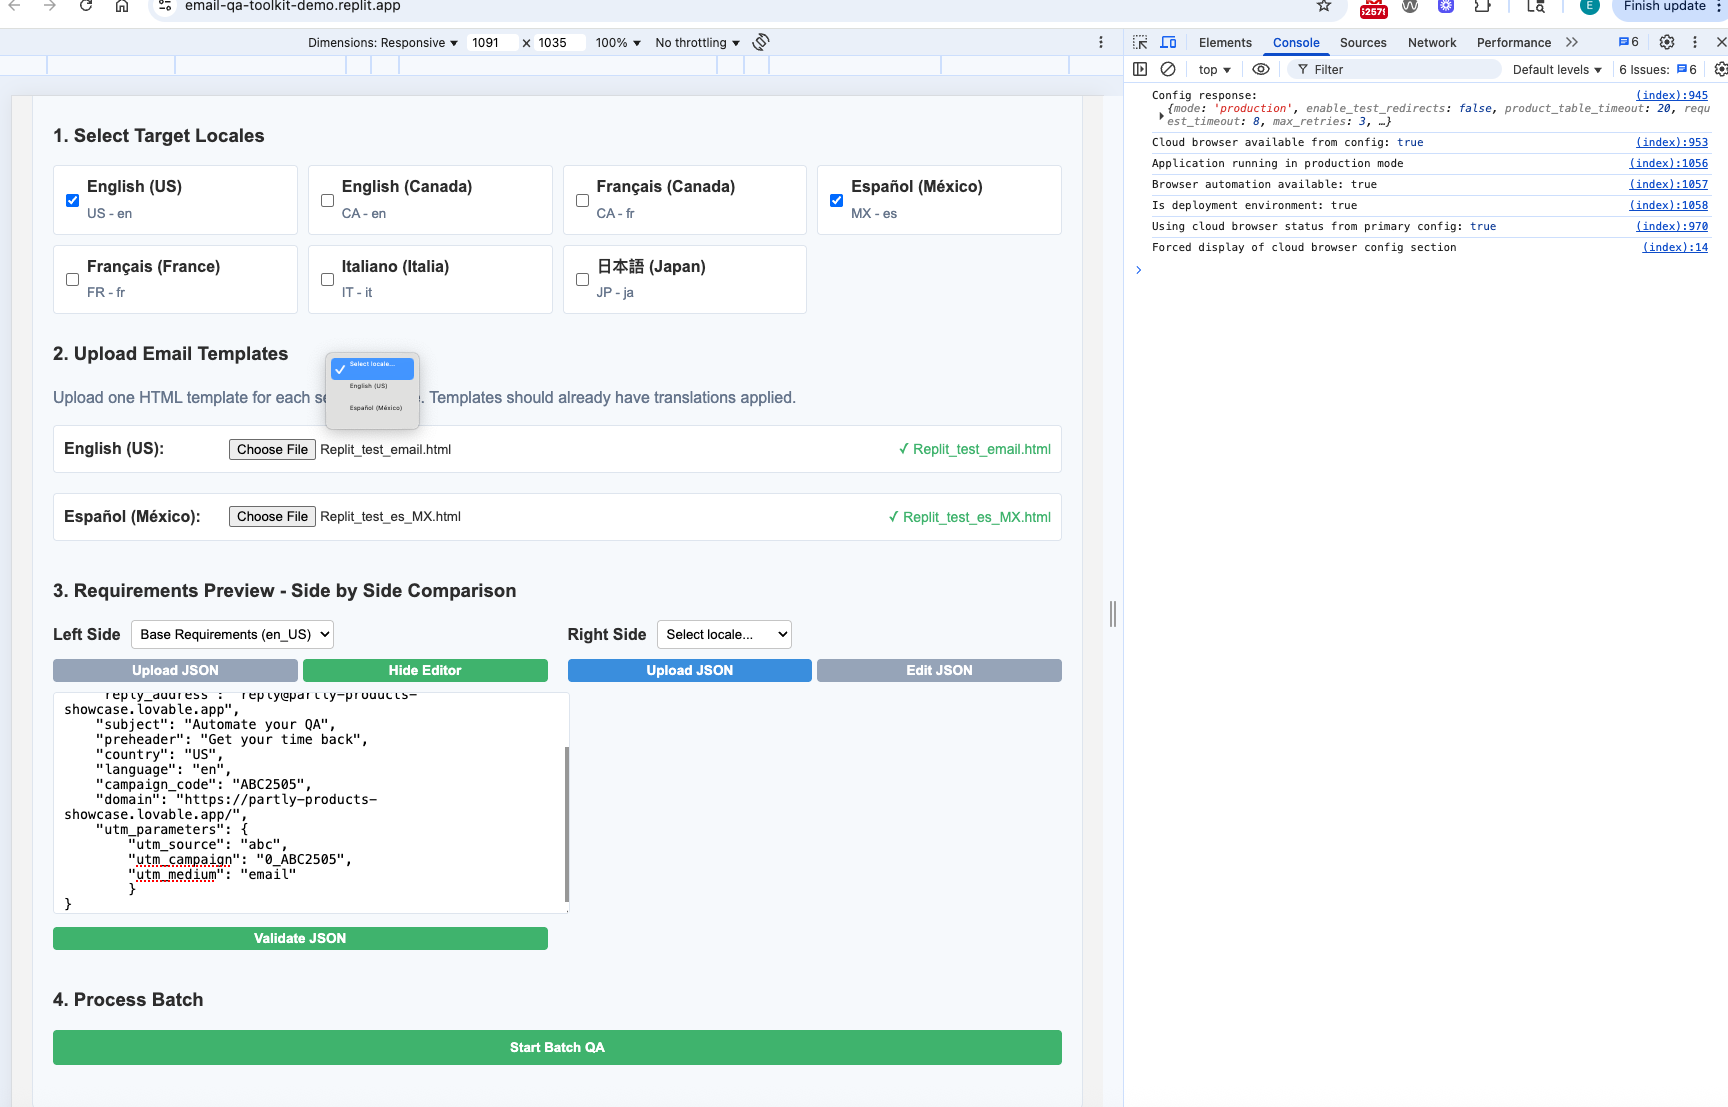 email-qa-toolkit-demo.replit.app
52579
E
Finish update
Dimensions: Responsive
1091 x 1035
100%
No throttling
Elements
Console
Sources
Network
Performance
6
top
Filter
Default levels
6 Issues:
6
1. Select Target Locales
English (US)
US - en
English (Canada)
CA - en
Français (Canada)
CA - fr
Español (México)
MX - es
Français (France)
FR - fr
Italiano (Italia)
IT - it
日本語 (Japan)
JP - ja
2. Upload Email Templates
Select locale...
English (US)
Español (México)
Upload one HTML template for each se
. Templates should already have translations applied.
English (US):
Choose File
Replit_test_email.html
✓ Replit_test_email.html
Español (México):
Choose File
Replit_test_es_MX.html
✓ Replit_test_es_MX.html
3. Requirements Preview - Side by Side Comparison
Left Side
Base Requirements (en_US)
Right Side
Select locale...
Upload JSON
Hide Editor
Upload JSON
Edit JSON
"reply_address": "reply@partly-products-
showcase.lovable.app",
"subject": "Automate your QA",
"preheader": "Get your time back",
"country": "US",
"language": "en",
"campaign_code": "ABC2505",
"domain": "https://partly-products-
showcase.lovable.app/",
"utm_parameters": {
"utm_source": "abc",
"utm_campaign": "0_ABC2505",
"utm_medium": "email"
}
}
Validate JSON
4. Process Batch
Start Batch QA
Config response:
(index):945
{mode: 'production', enable_test_redirects: false, product_table_timeout: 20, requ
est_timeout: 8, max_retries: 3, …}
Cloud browser available from config: true
(index):953
Application running in production mode
(index):1056
Browser automation available: true
(index):1057
Is deployment environment: true
(index):1058
Using cloud browser status from primary config: true
(index):970
Forced display of cloud browser config section
(index):14